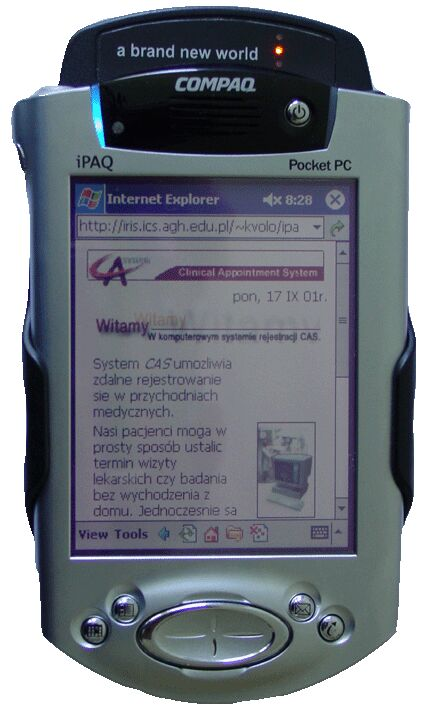 a brand new world
COMPAQ
iPAQ Pocket PC
Internet Explorer 8:28
http://iris.ics.agh.edu.pl/~kvolo/ipa
CA
Clinical Appointment System
pon, 17 IX 01r.
Witamy
Witamy
W komputerowym systemie rejestracji CAS.
System CAS umozliwia
zdalne rejestrowanie
sie w przychodniach
medycznych.
Nasi pacjenci moga w
prosty sposób ustalic
termin wizyty
lekarskich czy badania
bez wychodzenia z
domu. Jednoczesnie sa
View Tools